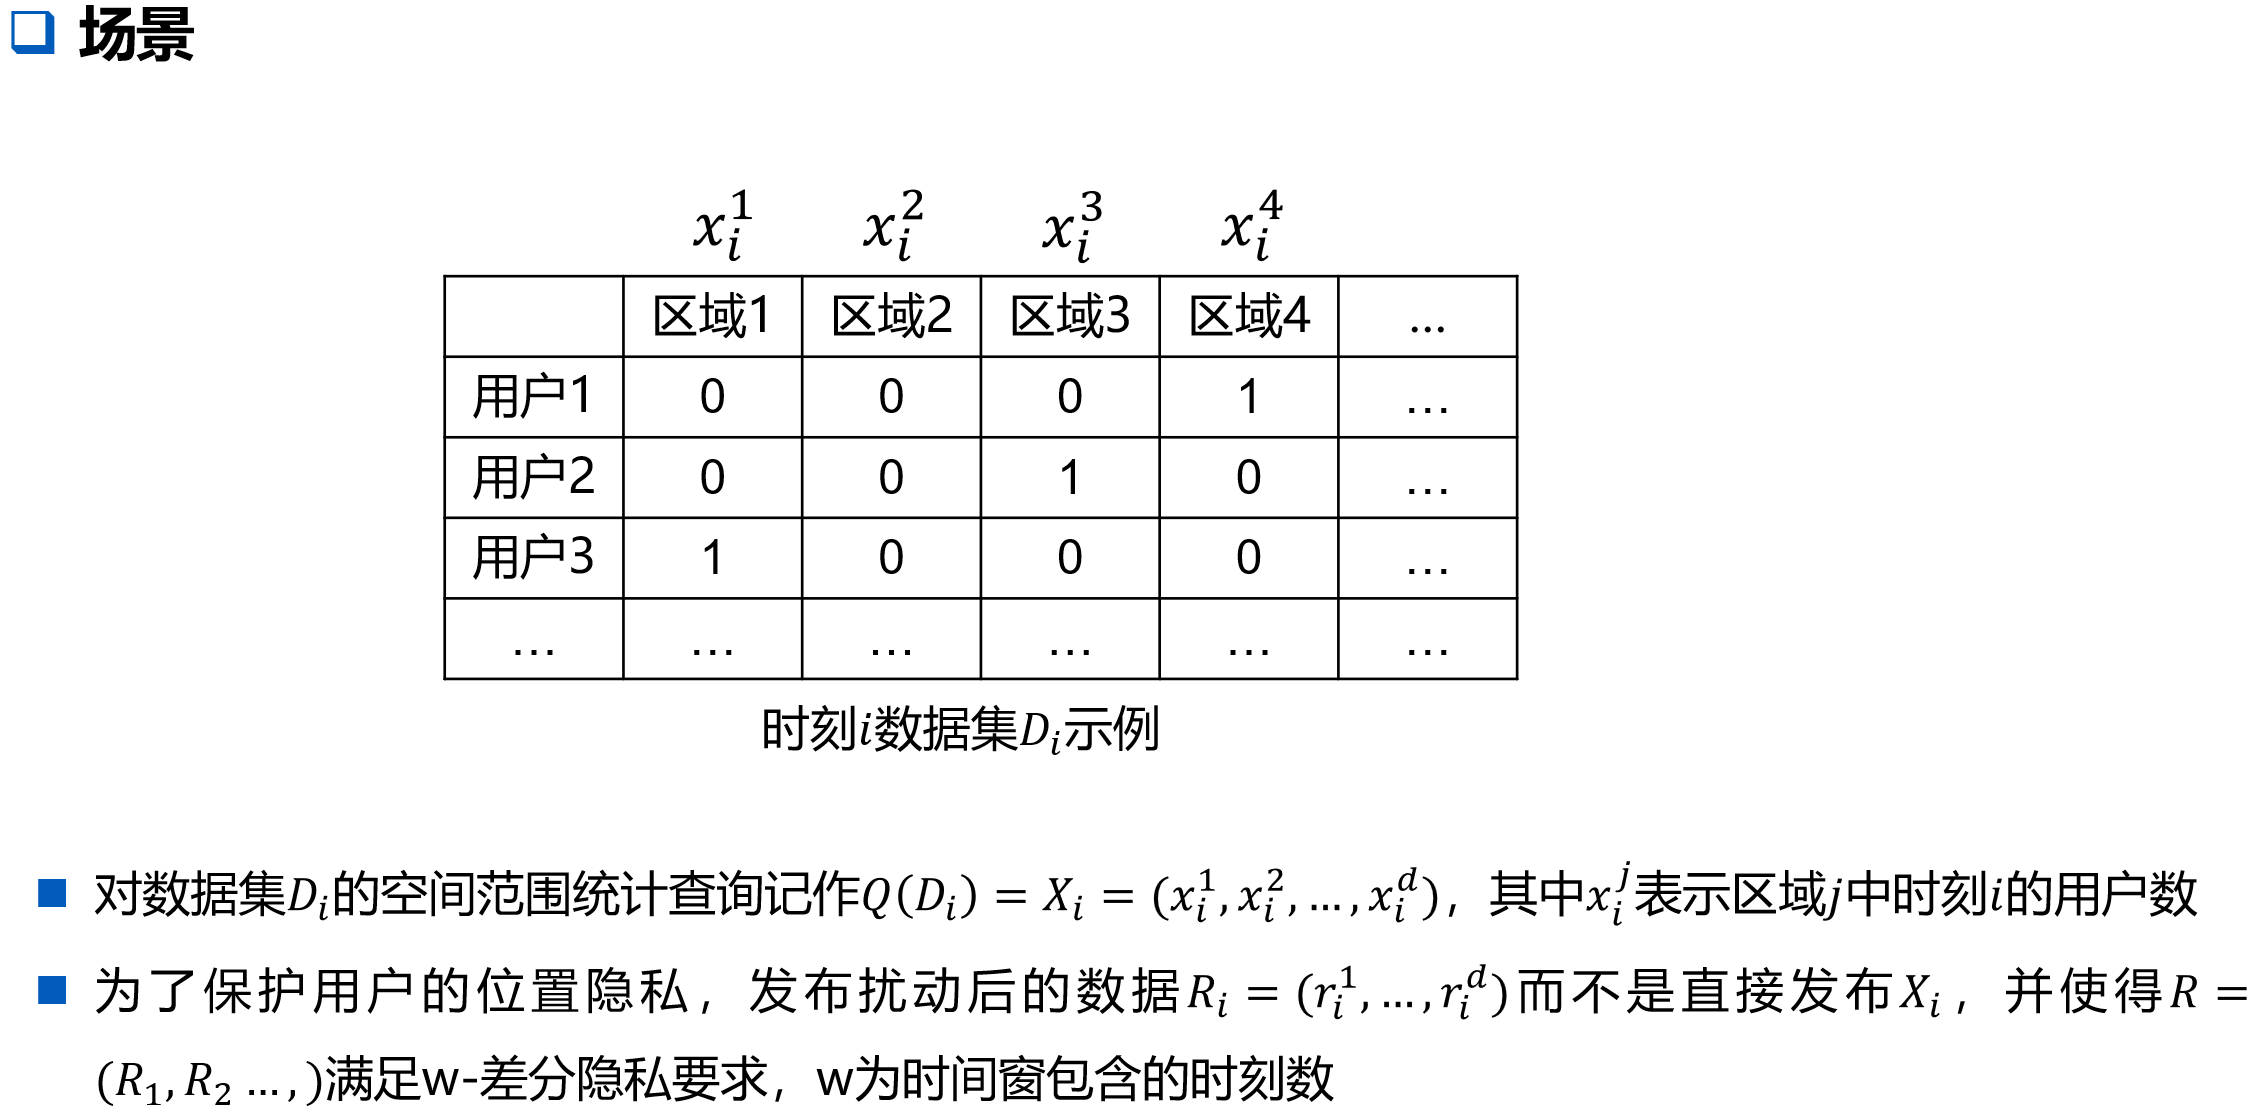 场景
$x_i^1$ $x_i^2$ $x_i^3$ $x_i^4$
区域1 区域2 区域3 区域4 ...
用户1 0 0 0 1 ...
用户2 0 0 1 0 ...
用户3 1 0 0 0 ...
... ... ... ... ... ...
时刻$i$数据集$D_i$示例
对数据集$D_i$的空间范围统计查询记作$Q(D_i) = X_i = (x_i^1, x_i^2, ..., x_i^d)$，其中$x_i^j$表示区域$j$中时刻$i$的用户数
为了保护用户的位置隐私，发布扰动后的数据$R_i = (r_i^1, ..., r_i^d)$而不是直接发布$X_i$，并使得$R =$
$(R_1, R_2 ..., )$满足w-差分隐私要求，w为时间窗包含的时刻数